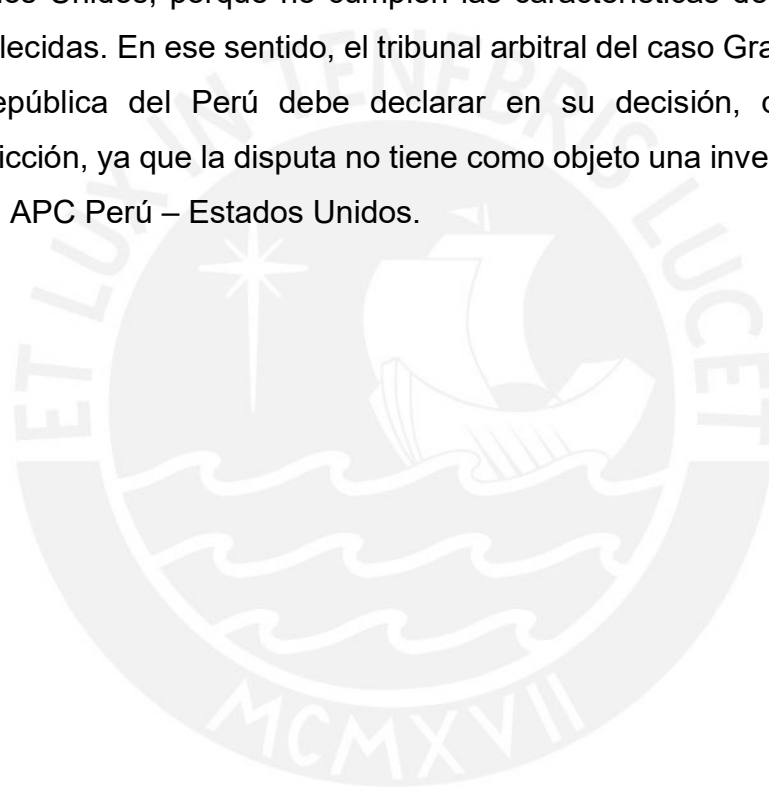 os Unidos, porque no cumplen las características de
lecidas. En ese sentido, el tribunal arbitral del caso Gra
epública del Perú debe declarar en su decisión,
icción, ya que la disputa no tiene como objeto una inve
APC Perú – Estados Unidos.
ET LUX IN TENEBRIS LUCET
MCMXVII